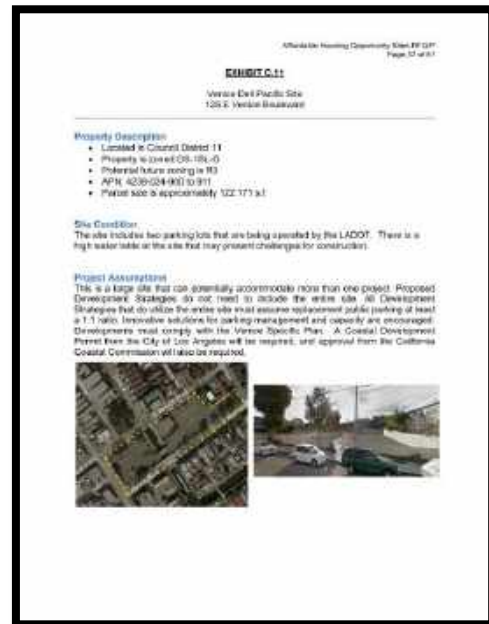 Affordable Housing Opportunity Sites RFQ/P
EXHIBIT C.11
Venice Dell Pacific Site
125 E. Venice Boulevard
Property Description
• Located in Council District 11
• Property is zoned OS-1XL-O
• Potential future zoning is R3
• APN: 4238-024-900 to 911
• Parcel size is approximately 122,171 s.f.
Site Condition
The site includes two parking lots that are being operated by the LADOT. There is a
high water table at the site that may present challenges for construction.
Project Assumptions
This is a large site that can potentially accommodate more than one project. Proposed
Development Strategies do not need to include the entire site. All Development
Strategies that do utilize the entire site must assume replacement public parking at least
a 1:1 ratio. Innovative solutions for parking management and capacity are encouraged.
Developments must comply with the Venice Specific Plan. A Coastal Development
Permit from the City of Los Angeles will be required, and approval from the California
Coastal Commission will also be required.